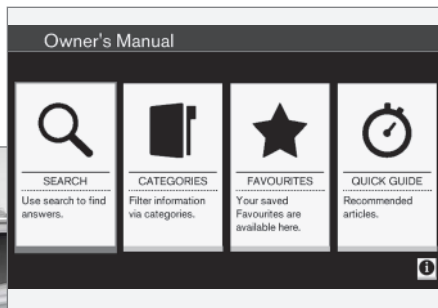 Owner's Manual
SEARCH
Use search to find
answers.
CATEGORIES
Filter information
via categories.
FAVOURITES
Your saved
Favourites are
available here.
QUICK GUIDE
Recommended
articles.
i